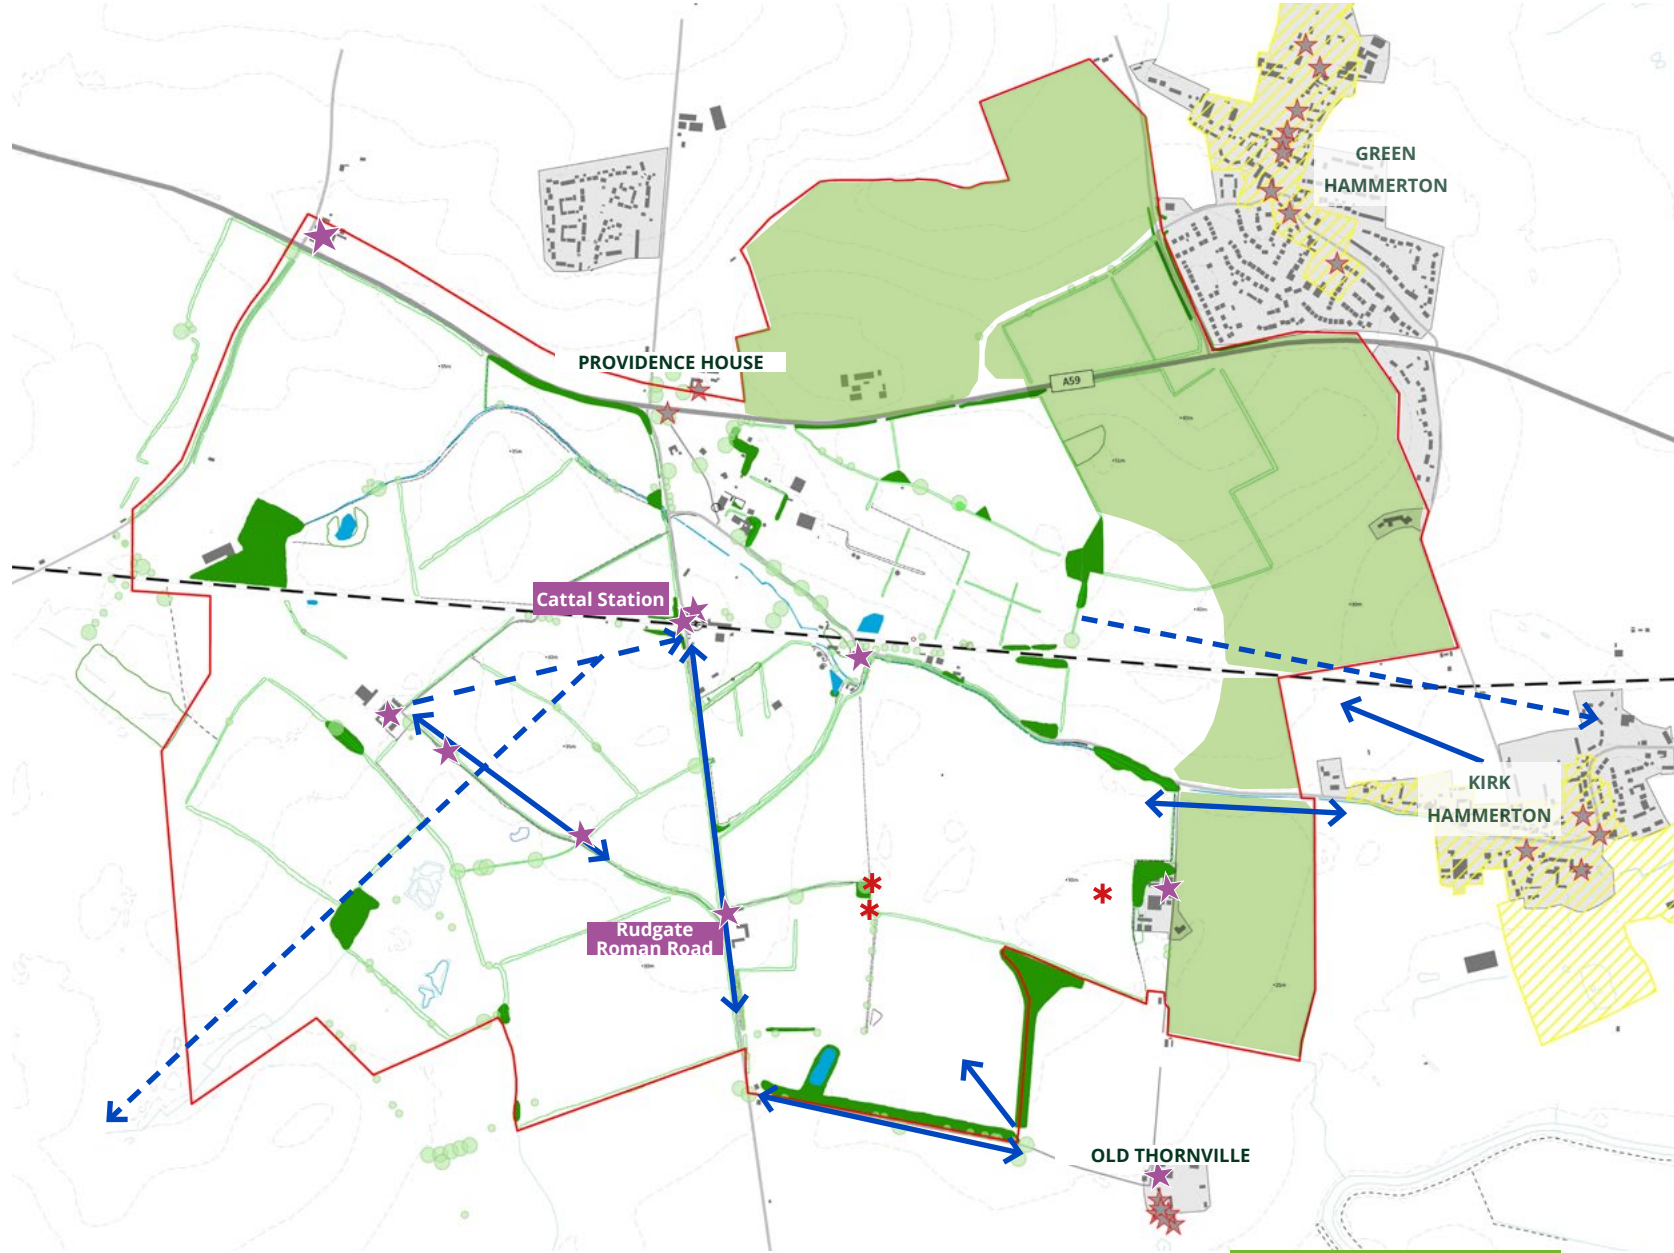 GREEN
HAMMERTON
PROVIDENCE HOUSE
A59
Cattal Station
KIRK
HAMMERTON
Rudgate
Roman Road
OLD THORNVILLE